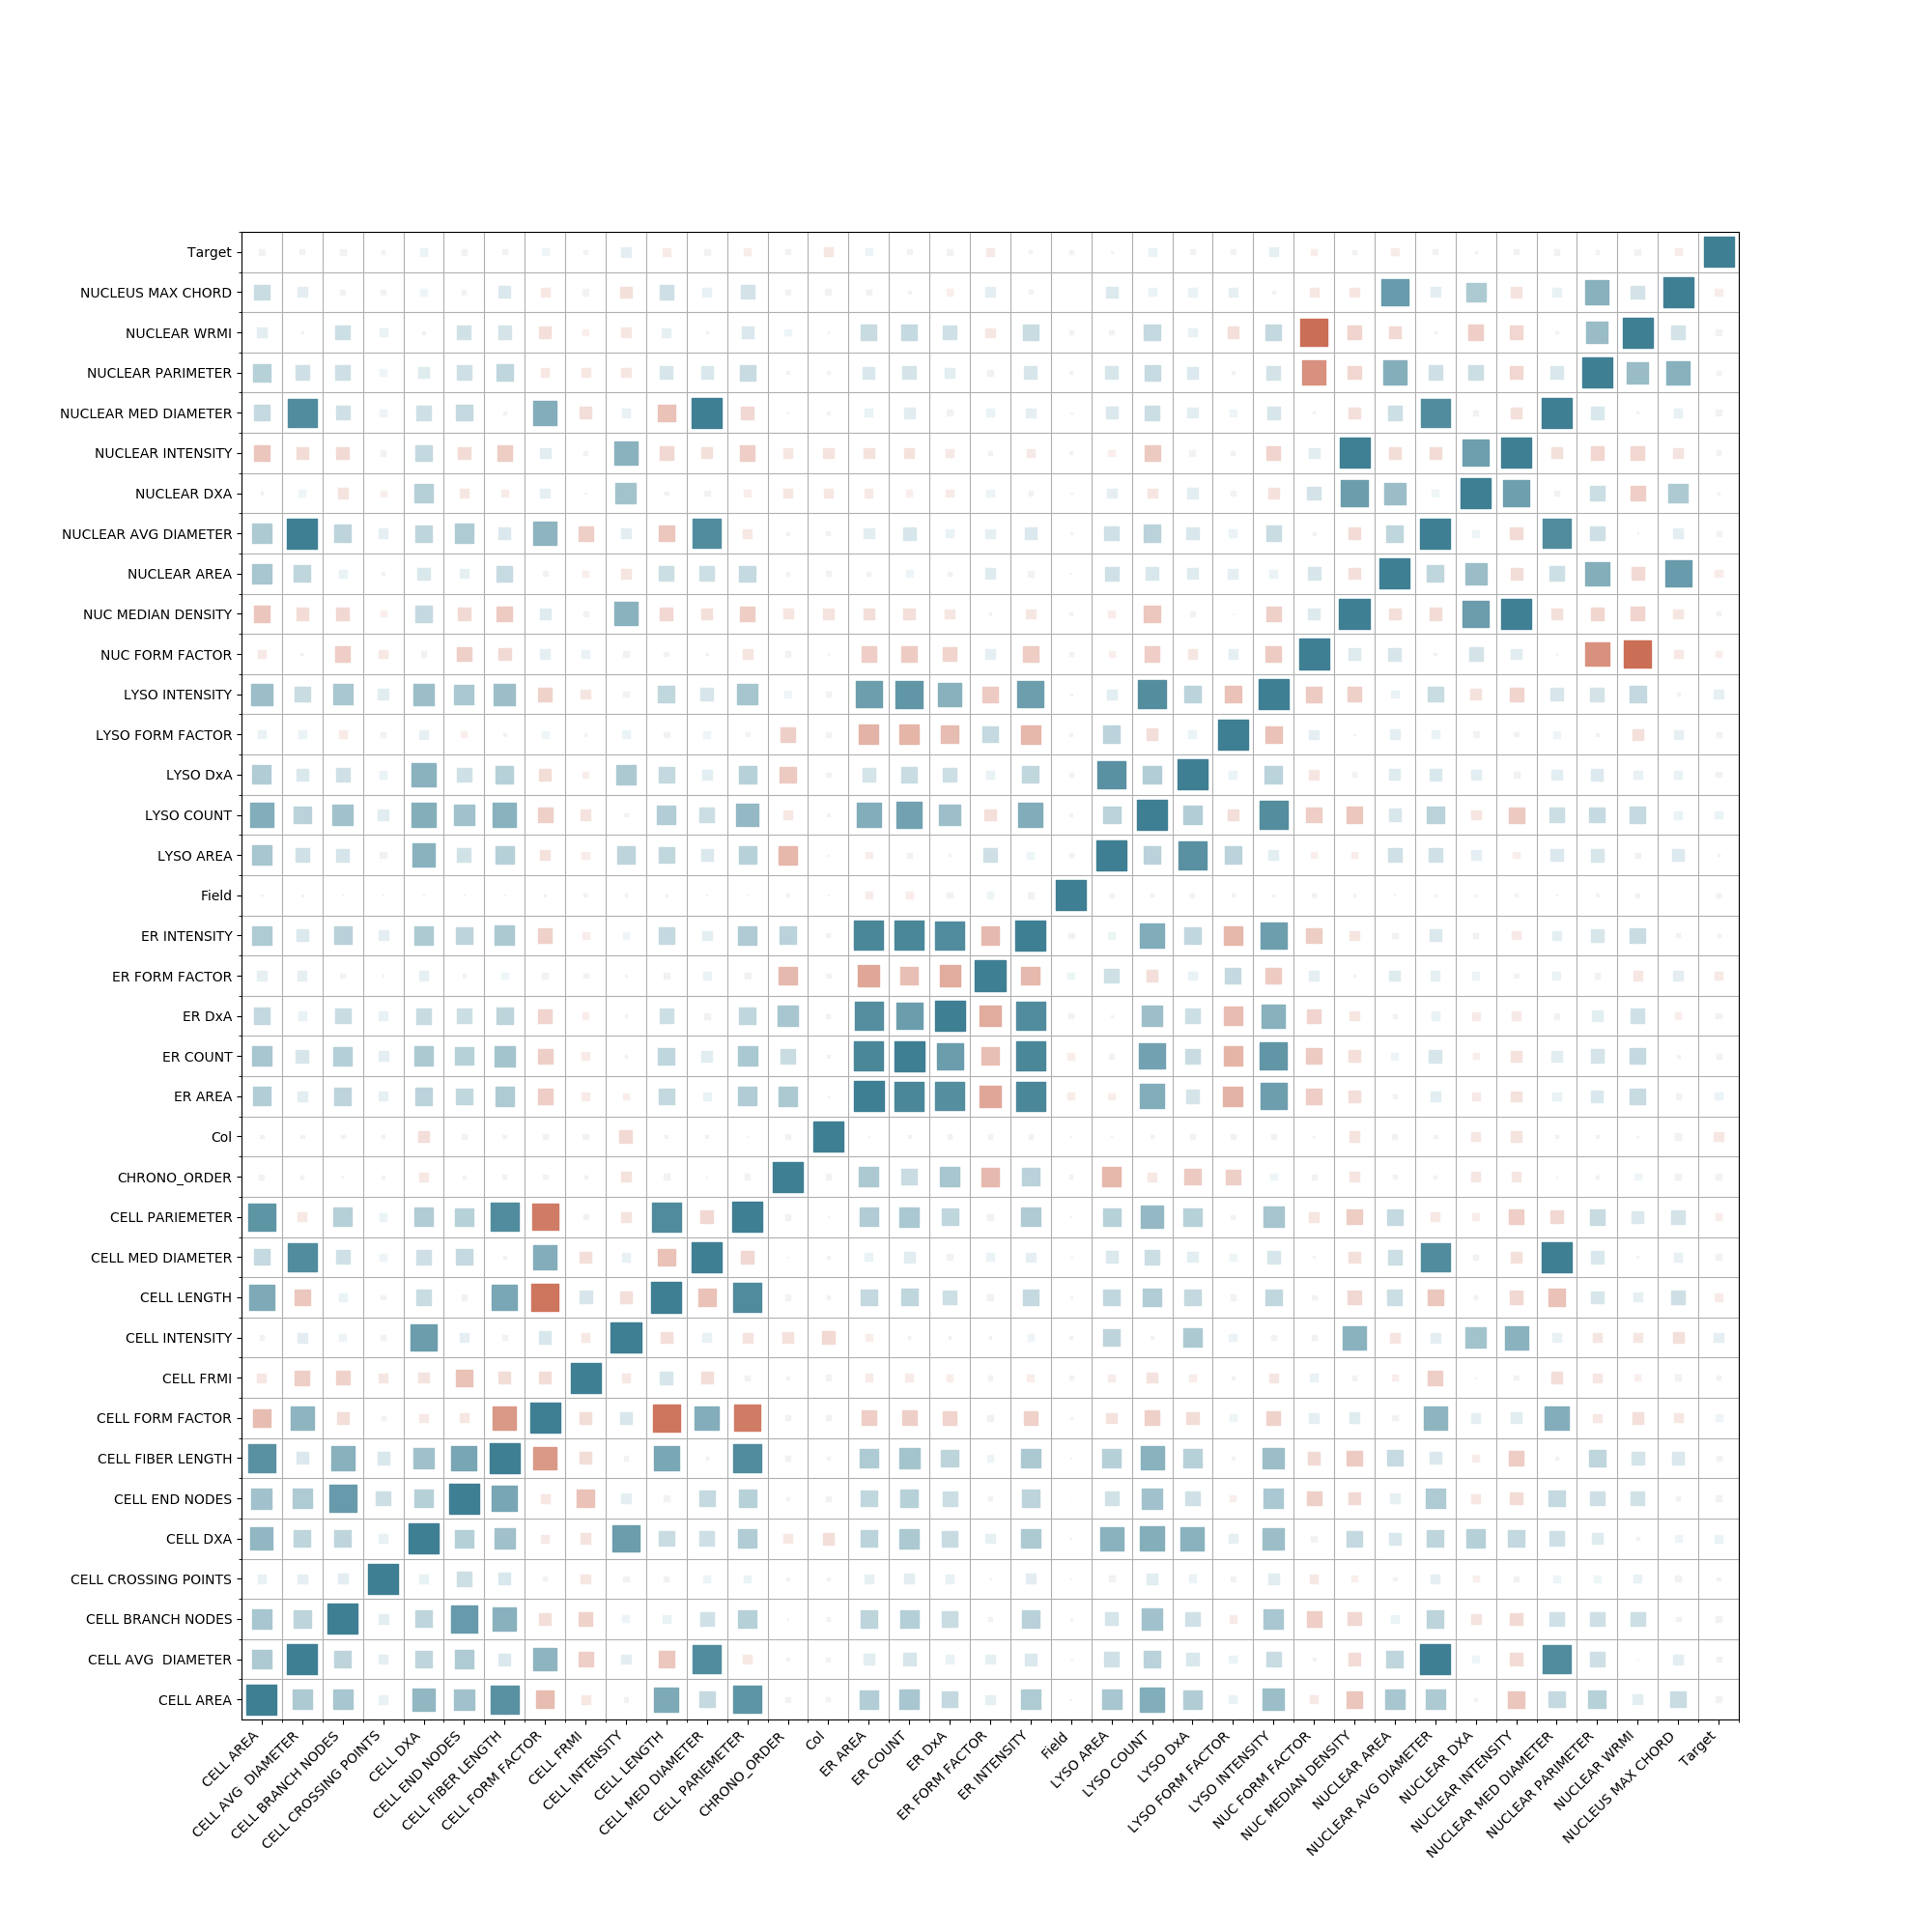 Target
NUCLEUS MAX CHORD
NUCLEAR WRMI
NUCLEAR PARIMETER
NUCLEAR MED DIAMETER
NUCLEAR INTENSITY
NUCLEAR DXA
NUCLEAR AVG DIAMETER
NUCLEAR AREA
NUC MEDIAN DENSITY
NUC FORM FACTOR
LYSO INTENSITY
LYSO FORM FACTOR
LYSO DxA
LYSO COUNT
LYSO AREA
Field
ER INTENSITY
ER FORM FACTOR
ER DxA
ER COUNT
ER AREA
Col
CHRONO_ORDER
CELL PARIEMETER
CELL MED DIAMETER
CELL LENGTH
CELL INTENSITY
CELL FRMI
CELL FORM FACTOR
CELL FIBER LENGTH
CELL END NODES
CELL DXA
CELL CROSSING POINTS
CELL BRANCH NODES
CELL AVG  DIAMETER
CELL AREA
CELL AREA
CELL AVG  DIAMETER
CELL BRANCH NODES
CELL CROSSING POINTS
CELL DXA
CELL END NODES
CELL FIBER LENGTH
CELL FORM FACTOR
CELL FRMI
CELL INTENSITY
CELL LENGTH
CELL MED DIAMETER
CELL PARIEMETER
CHRONO_ORDER
Col
ER AREA
ER COUNT
ER DxA
ER FORM FACTOR
ER INTENSITY
Field
LYSO AREA
LYSO COUNT
LYSO DxA
LYSO FORM FACTOR
LYSO INTENSITY
NUC FORM FACTOR
NUC MEDIAN DENSITY
NUCLEAR AREA
NUCLEAR AVG DIAMETER
NUCLEAR DXA
NUCLEAR INTENSITY
NUCLEAR MED DIAMETER
NUCLEAR PARIMETER
NUCLEAR WRMI
NUCLEUS MAX CHORD
Target